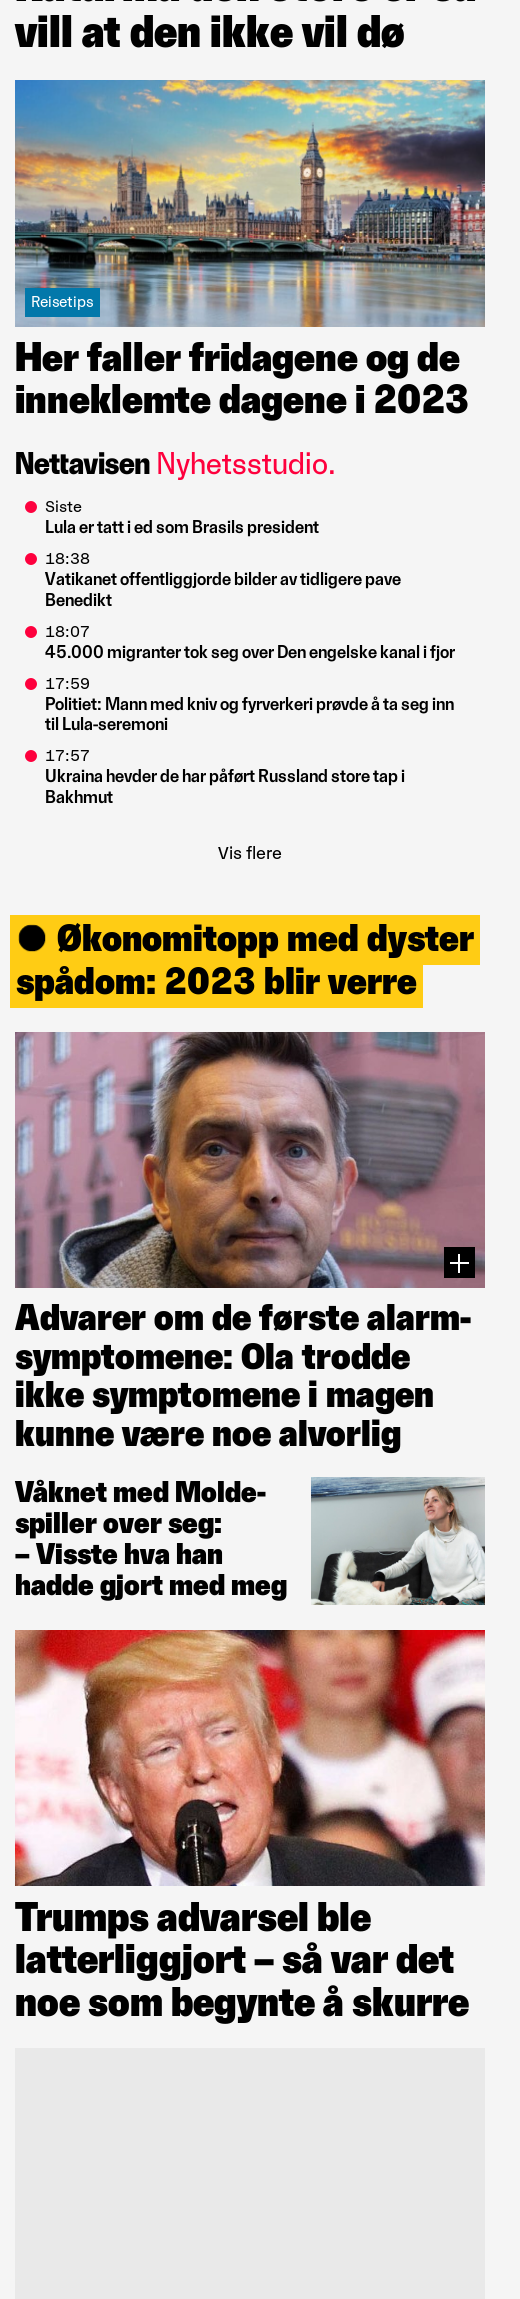 vill at den ikke vil dø
Reisetips
Her faller fridagene og de
inneklemte dagene i 2023
Nettavisen Nyhetsstudio.
Siste
Lula er tatt i ed som Brasils president
18:38
Vatikanet offentliggjorde bilder av tidligere pave
Benedikt
18:07
45.000 migranter tok seg over Den engelske kanal i fjor
17:59
Politiet: Mann med kniv og fyrverkeri prøvde å ta seg inn
til Lula-seremoni
17:57
Ukraina hevder de har påført Russland store tap i
Bakhmut
Vis flere
Økonomitopp med dyster
spådom: 2023 blir verre
Advarer om de første alarm-
symptomene: Ola trodde
ikke symptomene i magen
kunne være noe alvorlig
Våknet med Molde-
spiller over seg:
– Visste hva han
hadde gjort med meg
Trumps advarsel ble
latterliggjort – så var det
noe som begynte å skurre